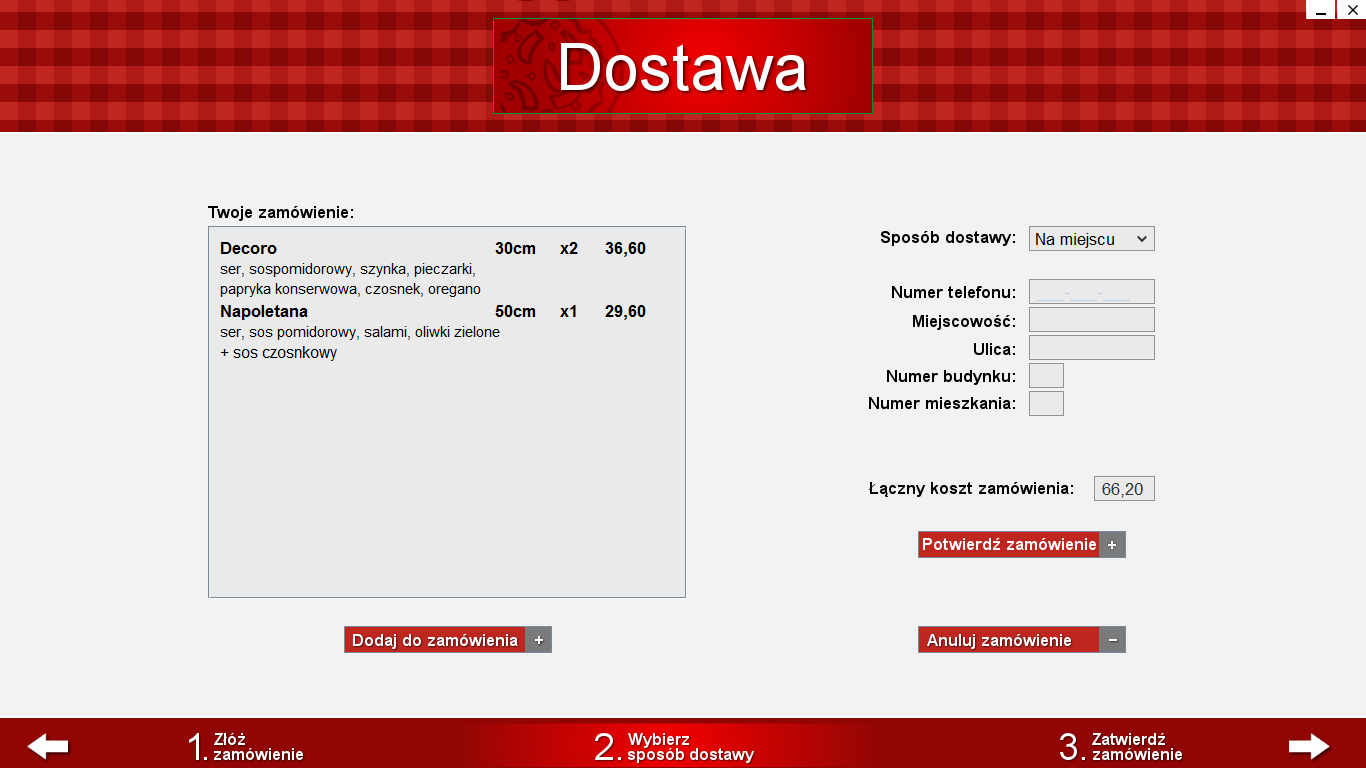 Dostawa
Twoje zamówienie:
Decoro 30cm x2 36,60
ser, sospomidorowy, szynka, pieczarki,
papryka konserwowa, czosnek, oregano
Napoletana 50cm x1 29,60
ser, sos pomidorowy, salami, oliwki zielone
+ sos czosnkowy
Dodaj do zamówienia +
Sposób dostawy: Na miejscu
Numer telefonu: ___-___-___
Miejscowość:
Ulica:
Numer budynku:
Numer mieszkania:
Łączny koszt zamówienia: 66,20
Potwierdź zamówienie +
Anuluj zamówienie −
1. Złóż
zamówienie
2. Wybierz
sposób dostawy
3. Zatwierdź
zamówienie